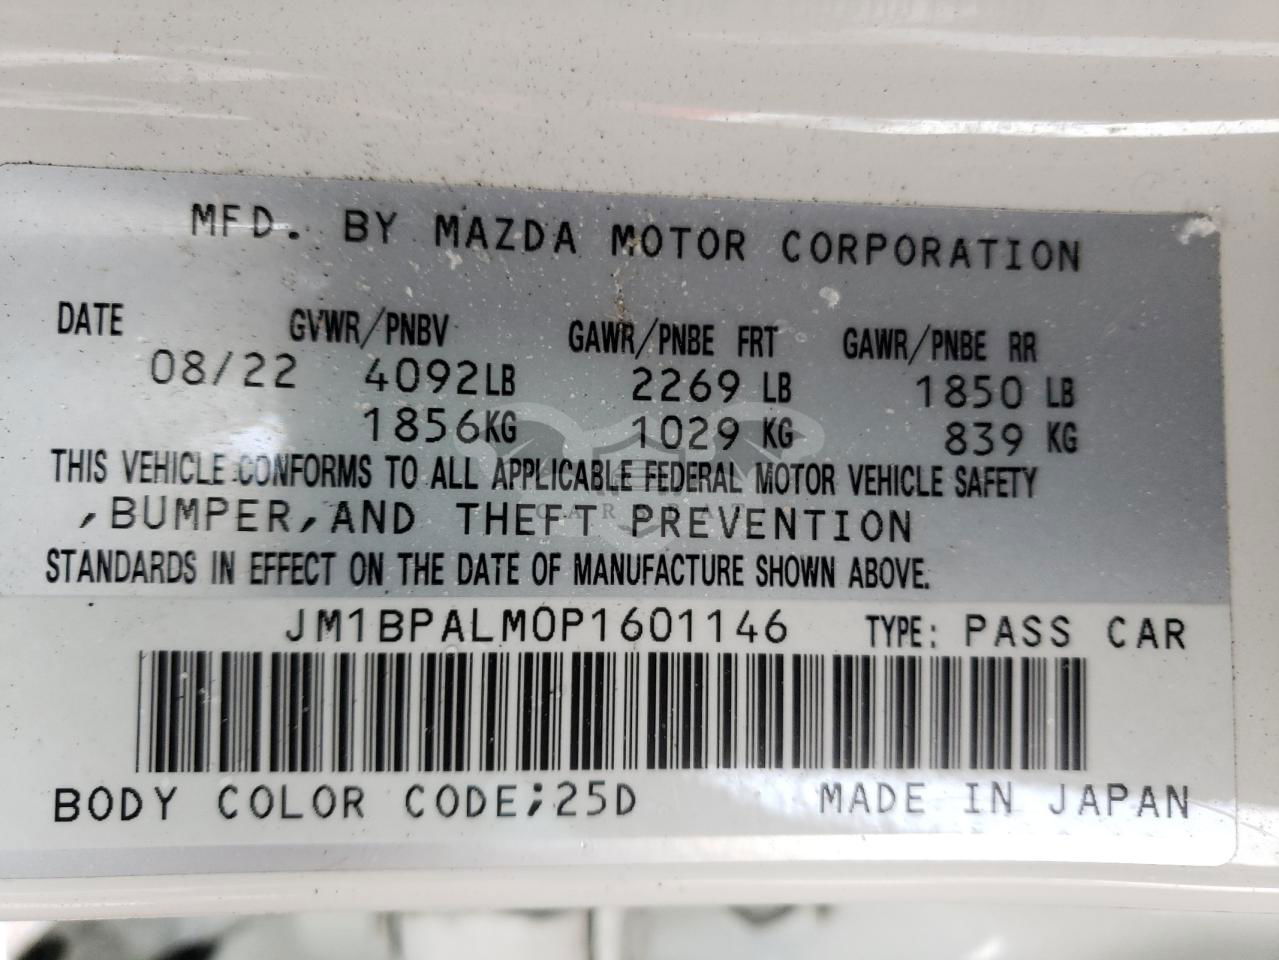 MFD. BY MAZDA MOTOR CORPORATION
DATE GVWR/PNBV GAWR/PNBE FRT GAWR/PNBE RR
08/22 4092LB 2269 LB 1850 LB
1856KG 1029 KG 839 KG
THIS VEHICLE CONFORMS TO ALL APPLICABLE FEDERAL MOTOR VEHICLE SAFETY
,BUMPER,AND THEFT PREVENTION
STANDARDS IN EFFECT ON THE DATE OF MANUFACTURE SHOWN ABOVE.
JM1BPALM0P1601146 TYPE: PASS CAR
BODY COLOR CODE;25D MADE IN JAPAN